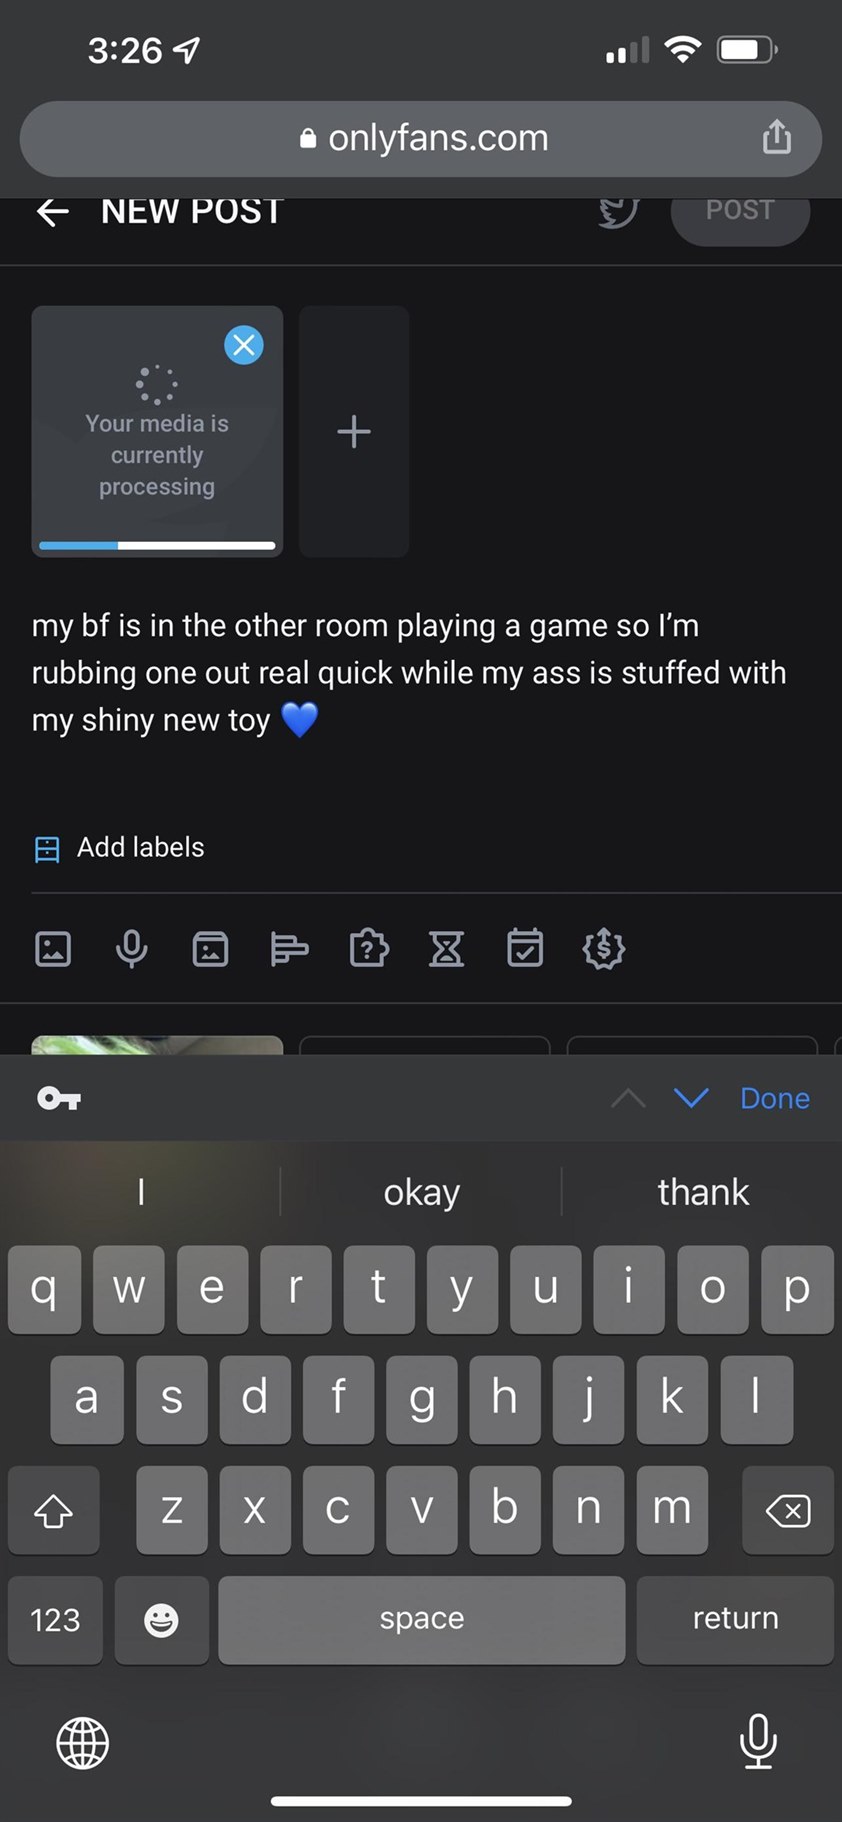 3:26
onlyfans.com
NEW POST
POST
Your media is
currently
processing
my bf is in the other room playing a game so I’m
rubbing one out real quick while my ass is stuffed with
my shiny new toy 💙
Add labels
Done
I okay thank
q w e r t y u i o p
a s d f g h j k l
z x c v b n m
123 space return